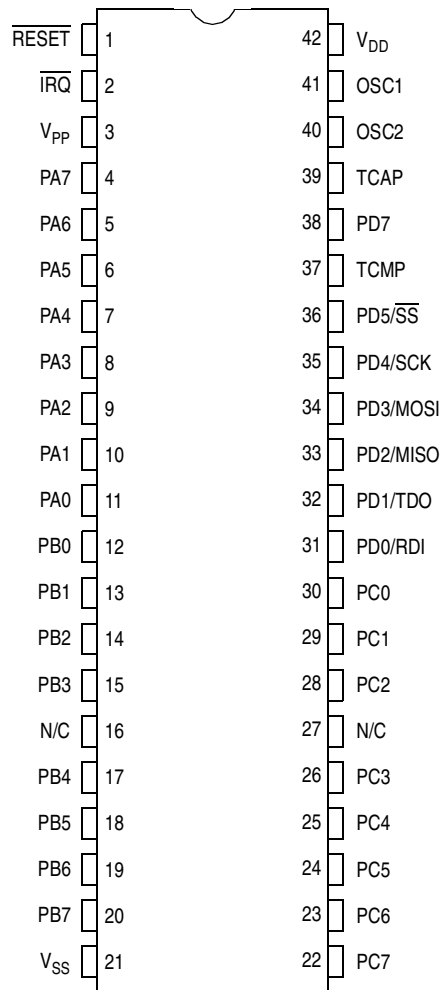 R̅E̅S̅E̅T̅ 1 42 VDD
I̅R̅Q̅ 2 41 OSC1
VPP 3 40 OSC2
PA7 4 39 TCAP
PA6 5 38 PD7
PA5 6 37 TCMP
PA4 7 36 PD5/S̅S̅
PA3 8 35 PD4/SCK
PA2 9 34 PD3/MOSI
PA1 10 33 PD2/MISO
PA0 11 32 PD1/TDO
PB0 12 31 PD0/RDI
PB1 13 30 PC0
PB2 14 29 PC1
PB3 15 28 PC2
N/C 16 27 N/C
PB4 17 26 PC3
PB5 18 25 PC4
PB6 19 24 PC5
PB7 20 23 PC6
VSS 21 22 PC7